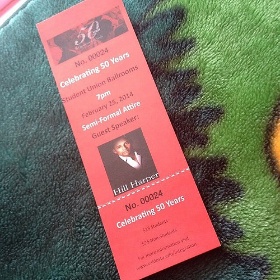 50
No. 00024
Celebrating 50 Years
Student Union Ballrooms
7pm
February 25, 2014
Semi-Formal Attire
Guest Speaker:
Hill Harper
No. 00024
Celebrating 50 Years